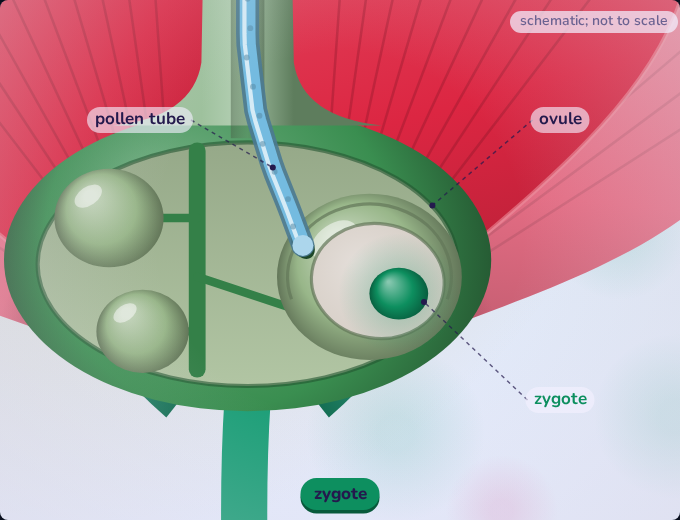 schematic; not to scale
pollen tube
ovule
zygote
zygote